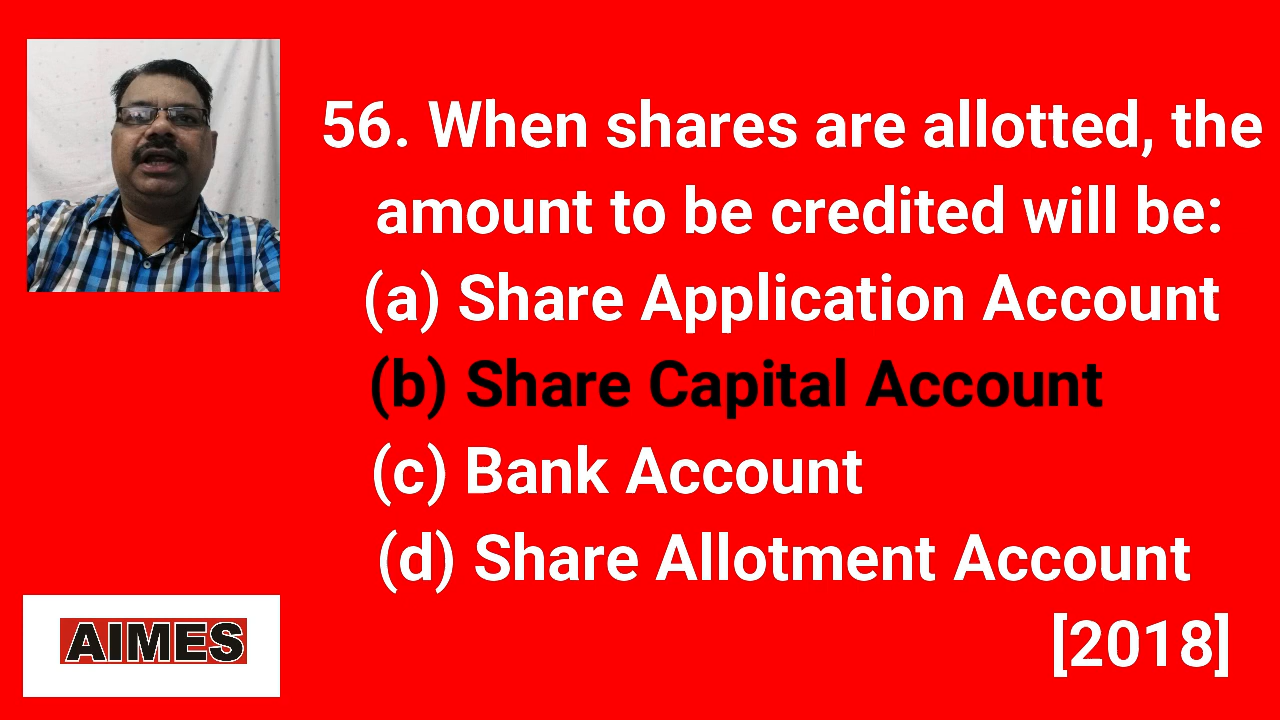 56. When shares are allotted, the
amount to be credited will be:
(a) Share Application Account
(b) Share Capital Account
(c) Bank Account
(d) Share Allotment Account
[2018]
AIMES